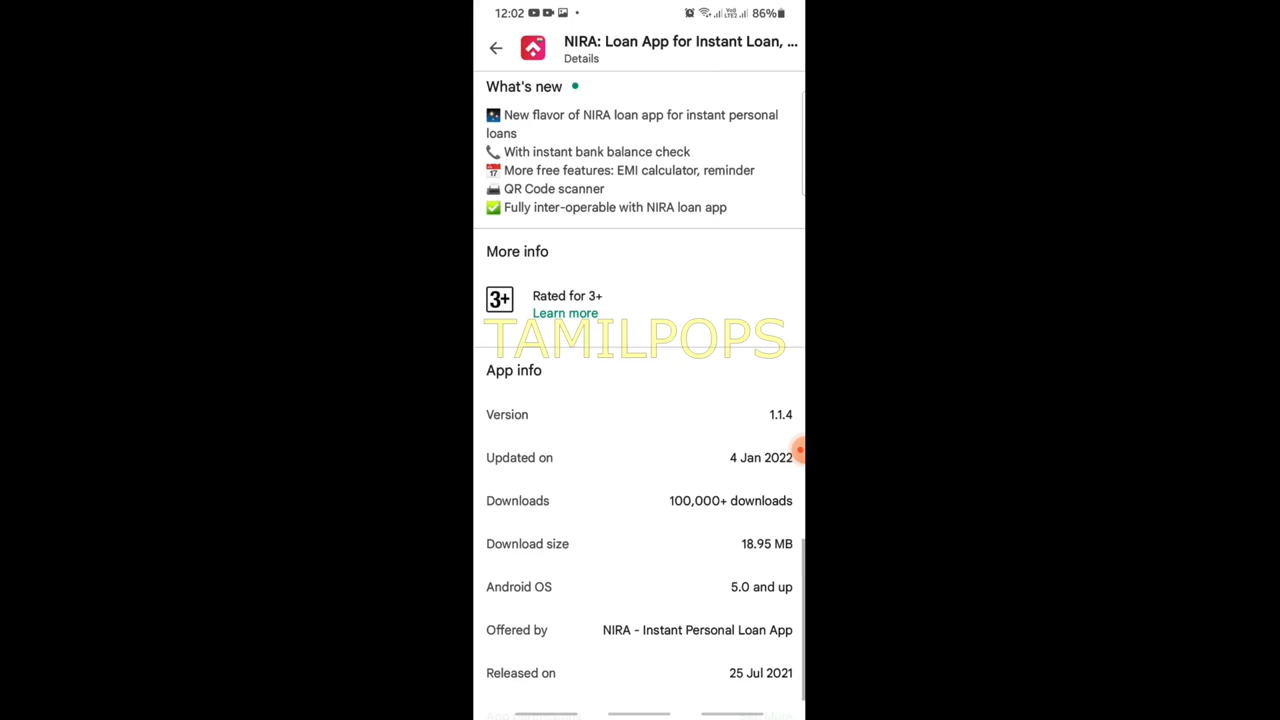 12:02
VoD LTE2 86%
NIRA: Loan App for Instant Loan, ...
Details
What's new
New flavor of NIRA loan app for instant personal
loans
With instant bank balance check
More free features: EMI calculator, reminder
QR Code scanner
Fully inter-operable with NIRA loan app
More info
3+
Rated for 3+
Learn more
TAMILPOPS
App info
Version 1.1.4
Updated on 4 Jan 2022
Downloads 100,000+ downloads
Download size 18.95 MB
Android OS 5.0 and up
Offered by NIRA - Instant Personal Loan App
Released on 25 Jul 2021